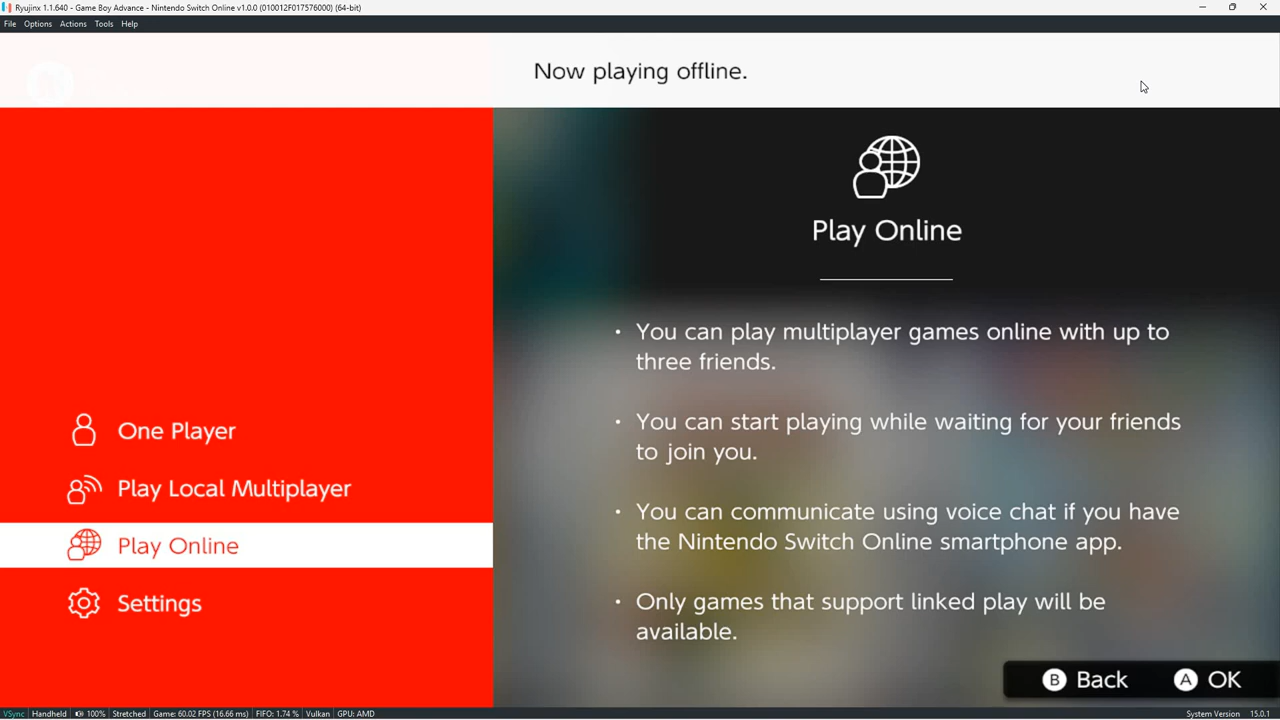 Ryujinx 1.1.640 - Game Boy Advance - Nintendo Switch Online v1.0.0 (010012F017576000) (64-bit)
File Options Actions Tools Help
Now playing offline.
Play Online
• You can play multiplayer games online with up to
three friends.
• You can start playing while waiting for your friends
to join you.
• You can communicate using voice chat if you have
the Nintendo Switch Online smartphone app.
• Only games that support linked play will be
available.
One Player
Play Local Multiplayer
Play Online
Settings
B Back A OK
VSync Handheld 100% Stretched Game: 60.02 FPS (16.66 ms) FIFO: 1.74 % Vulkan GPU: AMD System Version 15.0.1